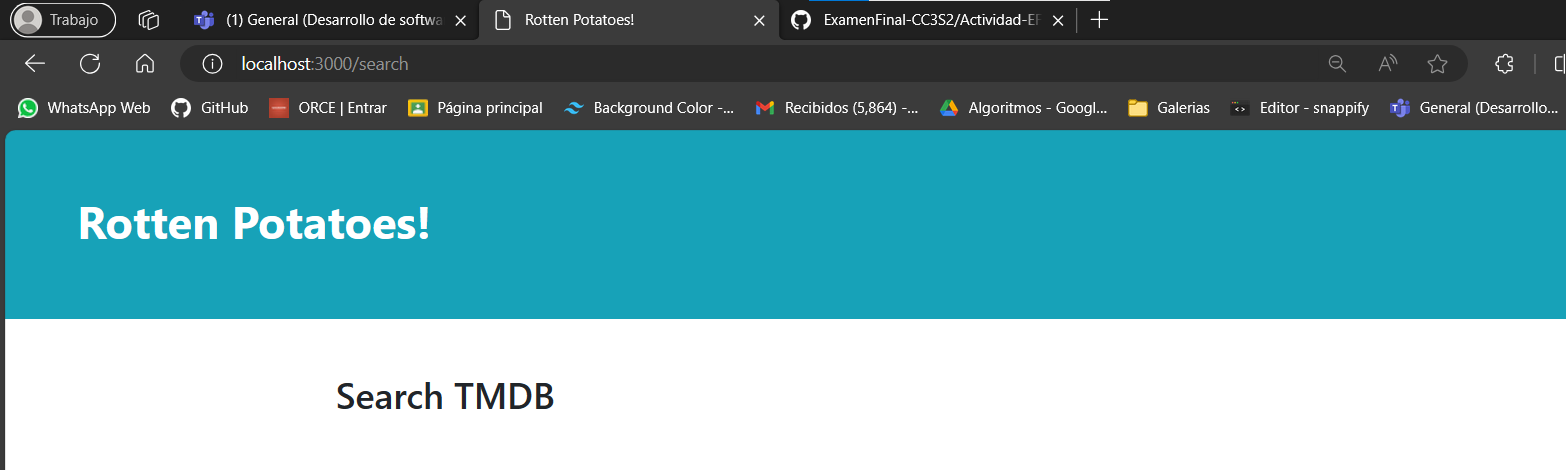 Trabajo (1) General (Desarrollo de softwa Rotten Potatoes! ExamenFinal-CC3S2/Actividad-EF
localhost:3000/search
WhatsApp Web GitHub ORCE | Entrar Página principal Background Color -... Recibidos (5,864) -... Algoritmos - Googl... Galerias Editor - snappify General (Desarrollo...
Rotten Potatoes!
Search TMDB